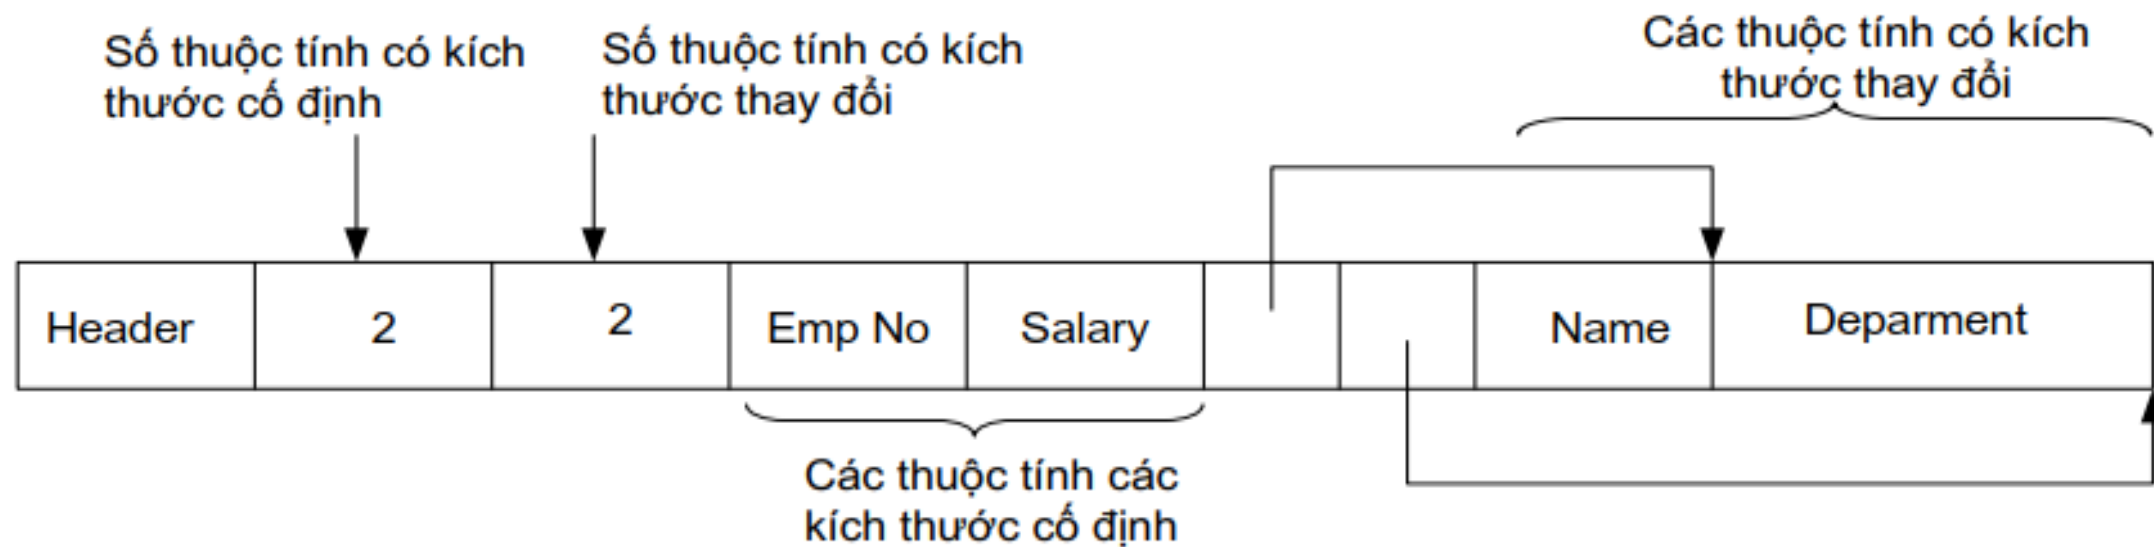 Số thuộc tính có kích
thước cố định
Số thuộc tính có kích
thước thay đổi
Các thuộc tính có kích
thước thay đổi
Header
2
2
Emp No
Salary
Name
Deparment
Các thuộc tính các
kích thước cố định